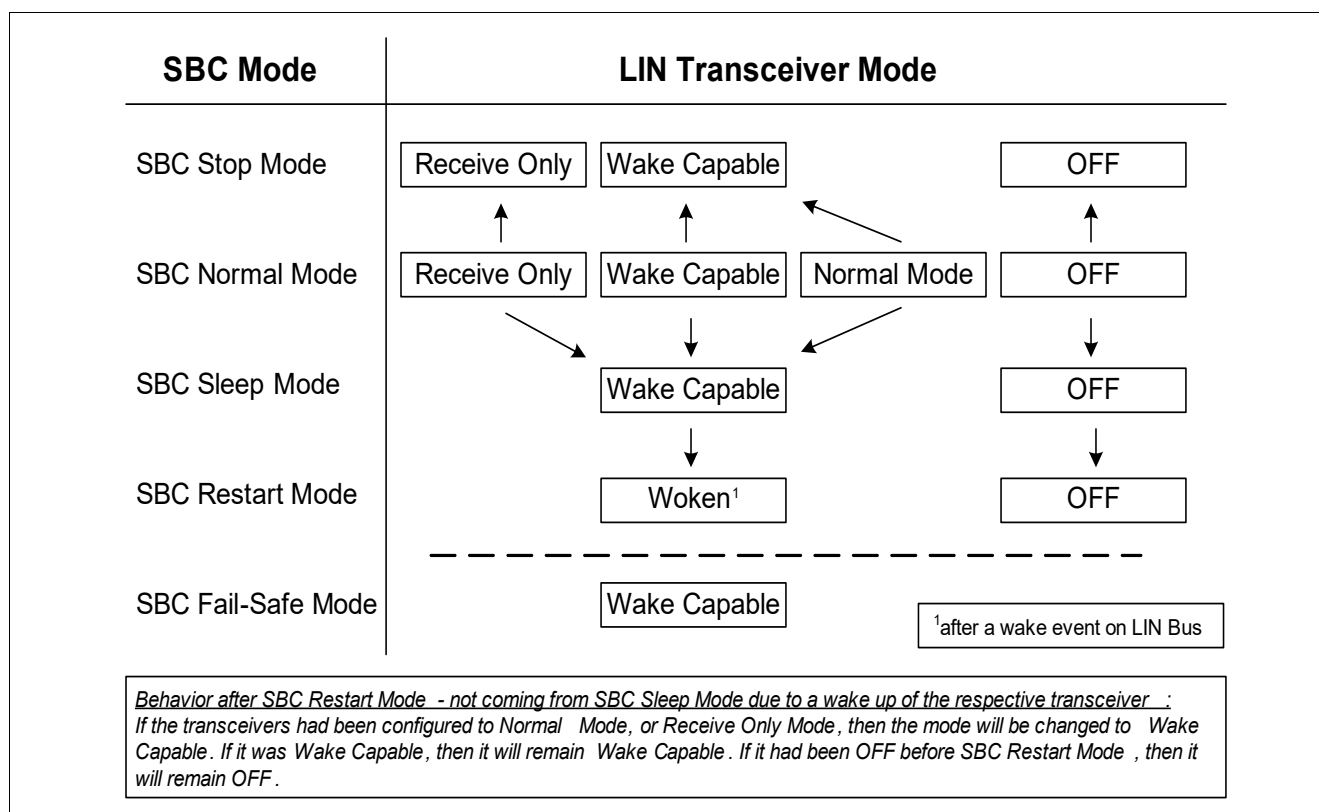 SBC Mode LIN Transceiver Mode
SBC Stop Mode Receive Only Wake Capable OFF
SBC Normal Mode Receive Only Wake Capable Normal Mode OFF
SBC Sleep Mode Wake Capable OFF
SBC Restart Mode Woken¹ OFF
SBC Fail-Safe Mode Wake Capable
¹after a wake event on LIN Bus
Behavior after SBC Restart Mode - not coming from SBC Sleep Mode due to a wake up of the respective transceiver :
If the transceivers had been configured to Normal Mode, or Receive Only Mode, then the mode will be changed to Wake
Capable. If it was Wake Capable, then it will remain Wake Capable. If it had been OFF before SBC Restart Mode , then it
will remain OFF.